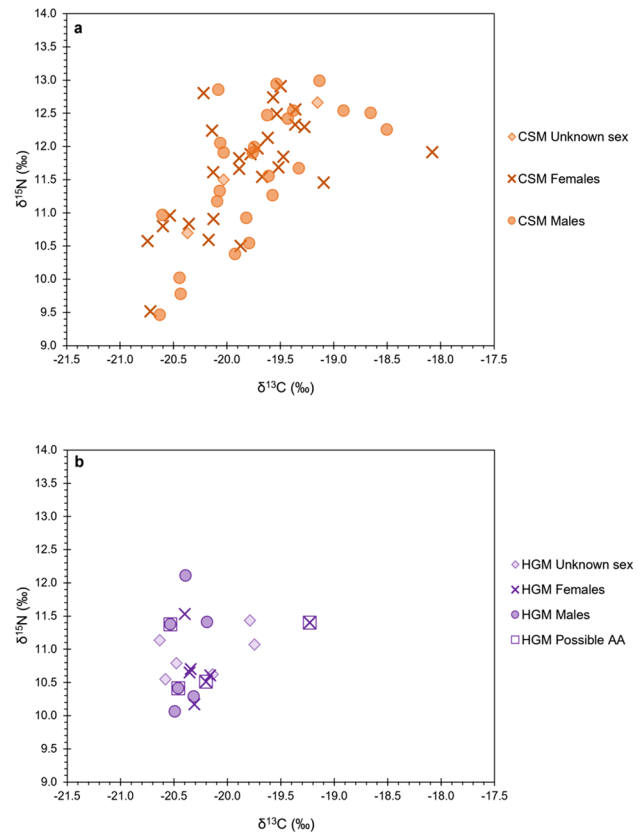 a
14.0
13.5
13.0
12.5
12.0
11.5
11.0
10.5
10.0
9.5
9.0
δ15N (‰)
-21.5 -21.0 -20.5 -20.0 -19.5 -19.0 -18.5 -18.0 -17.5
δ13C (‰)
CSM Unknown sex
CSM Females
CSM Males
b
14.0
13.5
13.0
12.5
12.0
11.5
11.0
10.5
10.0
9.5
9.0
δ15N (‰)
-21.5 -21.0 -20.5 -20.0 -19.5 -19.0 -18.5 -18.0 -17.5
δ13C (‰)
HGM Unknown sex
HGM Females
HGM Males
HGM Possible AA